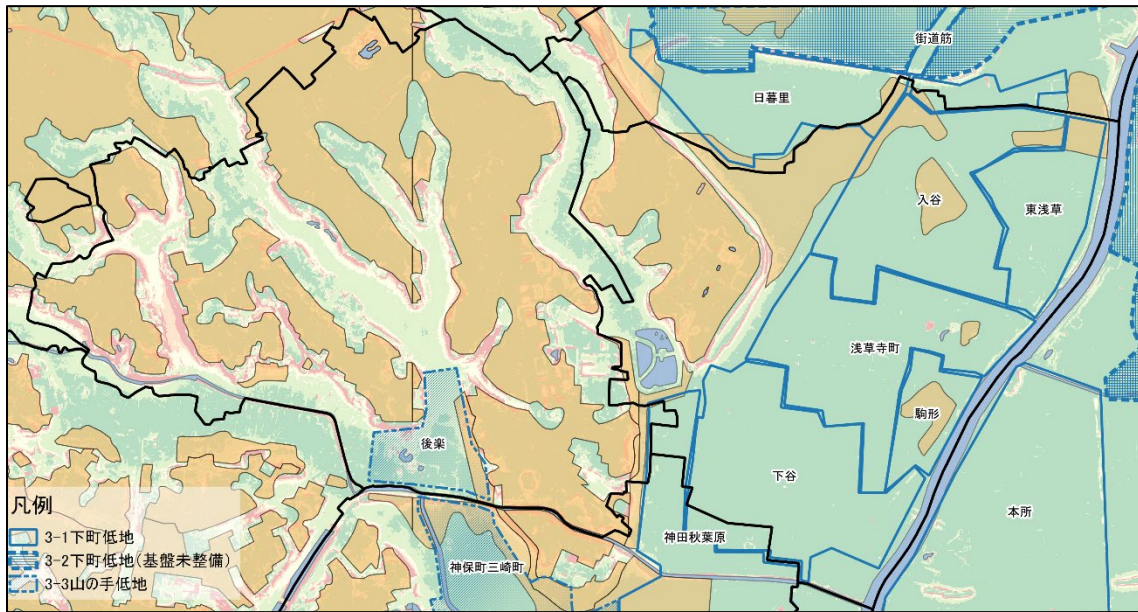 街道筋
日暮里
入谷
東浅草
浅草寺町
駒形
後楽
下谷
本所
神田秋葉原
神保町三崎町
凡例
3-1下町低地
3-2下町低地(基盤未整備)
3-3山の手低地